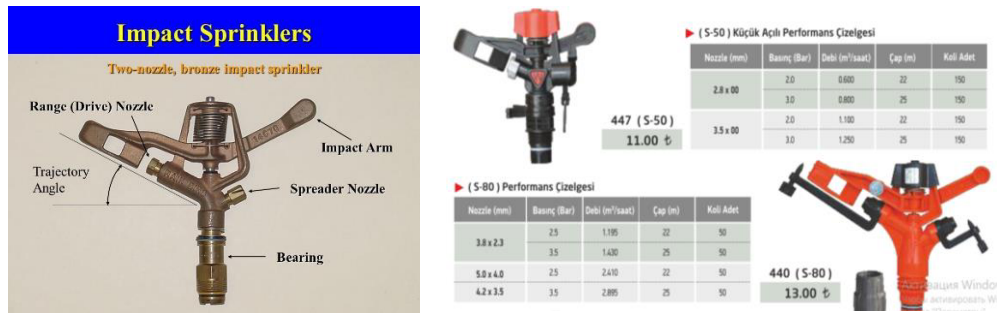 Impact Sprinklers
Two-nozzle, bronze impact sprinkler
Range (Drive) Nozzle
Impact Arm
Trajectory
Angle
Spreader Nozzle
Bearing
( S-50 ) Küçük Açılı Performans Çizelgesi
Nozzle (mm) Basınç (Bar) Debi (m³/saat) Çap (m) Koli Adet
2.8 x 00 2.0 0.600 22 150
3.0 0.800 25 150
3.5 x 00 2.0 1.100 22 150
3.0 1.250 25 150
447 ( S-50 )
11.00 ₺
( S-80 ) Performans Çizelgesi
Nozzle (mm) Basınç (Bar) Debi (m³/saat) Çap (m) Koli Adet
3.8 x 2.3 2.5 1.195 22 50
3.5 1.430 25 50
5.0 x 4.0 2.5 2.410 22 50
4.2 x 3.5 3.5 2.895 25 50
440 ( S-80 )
13.00 ₺